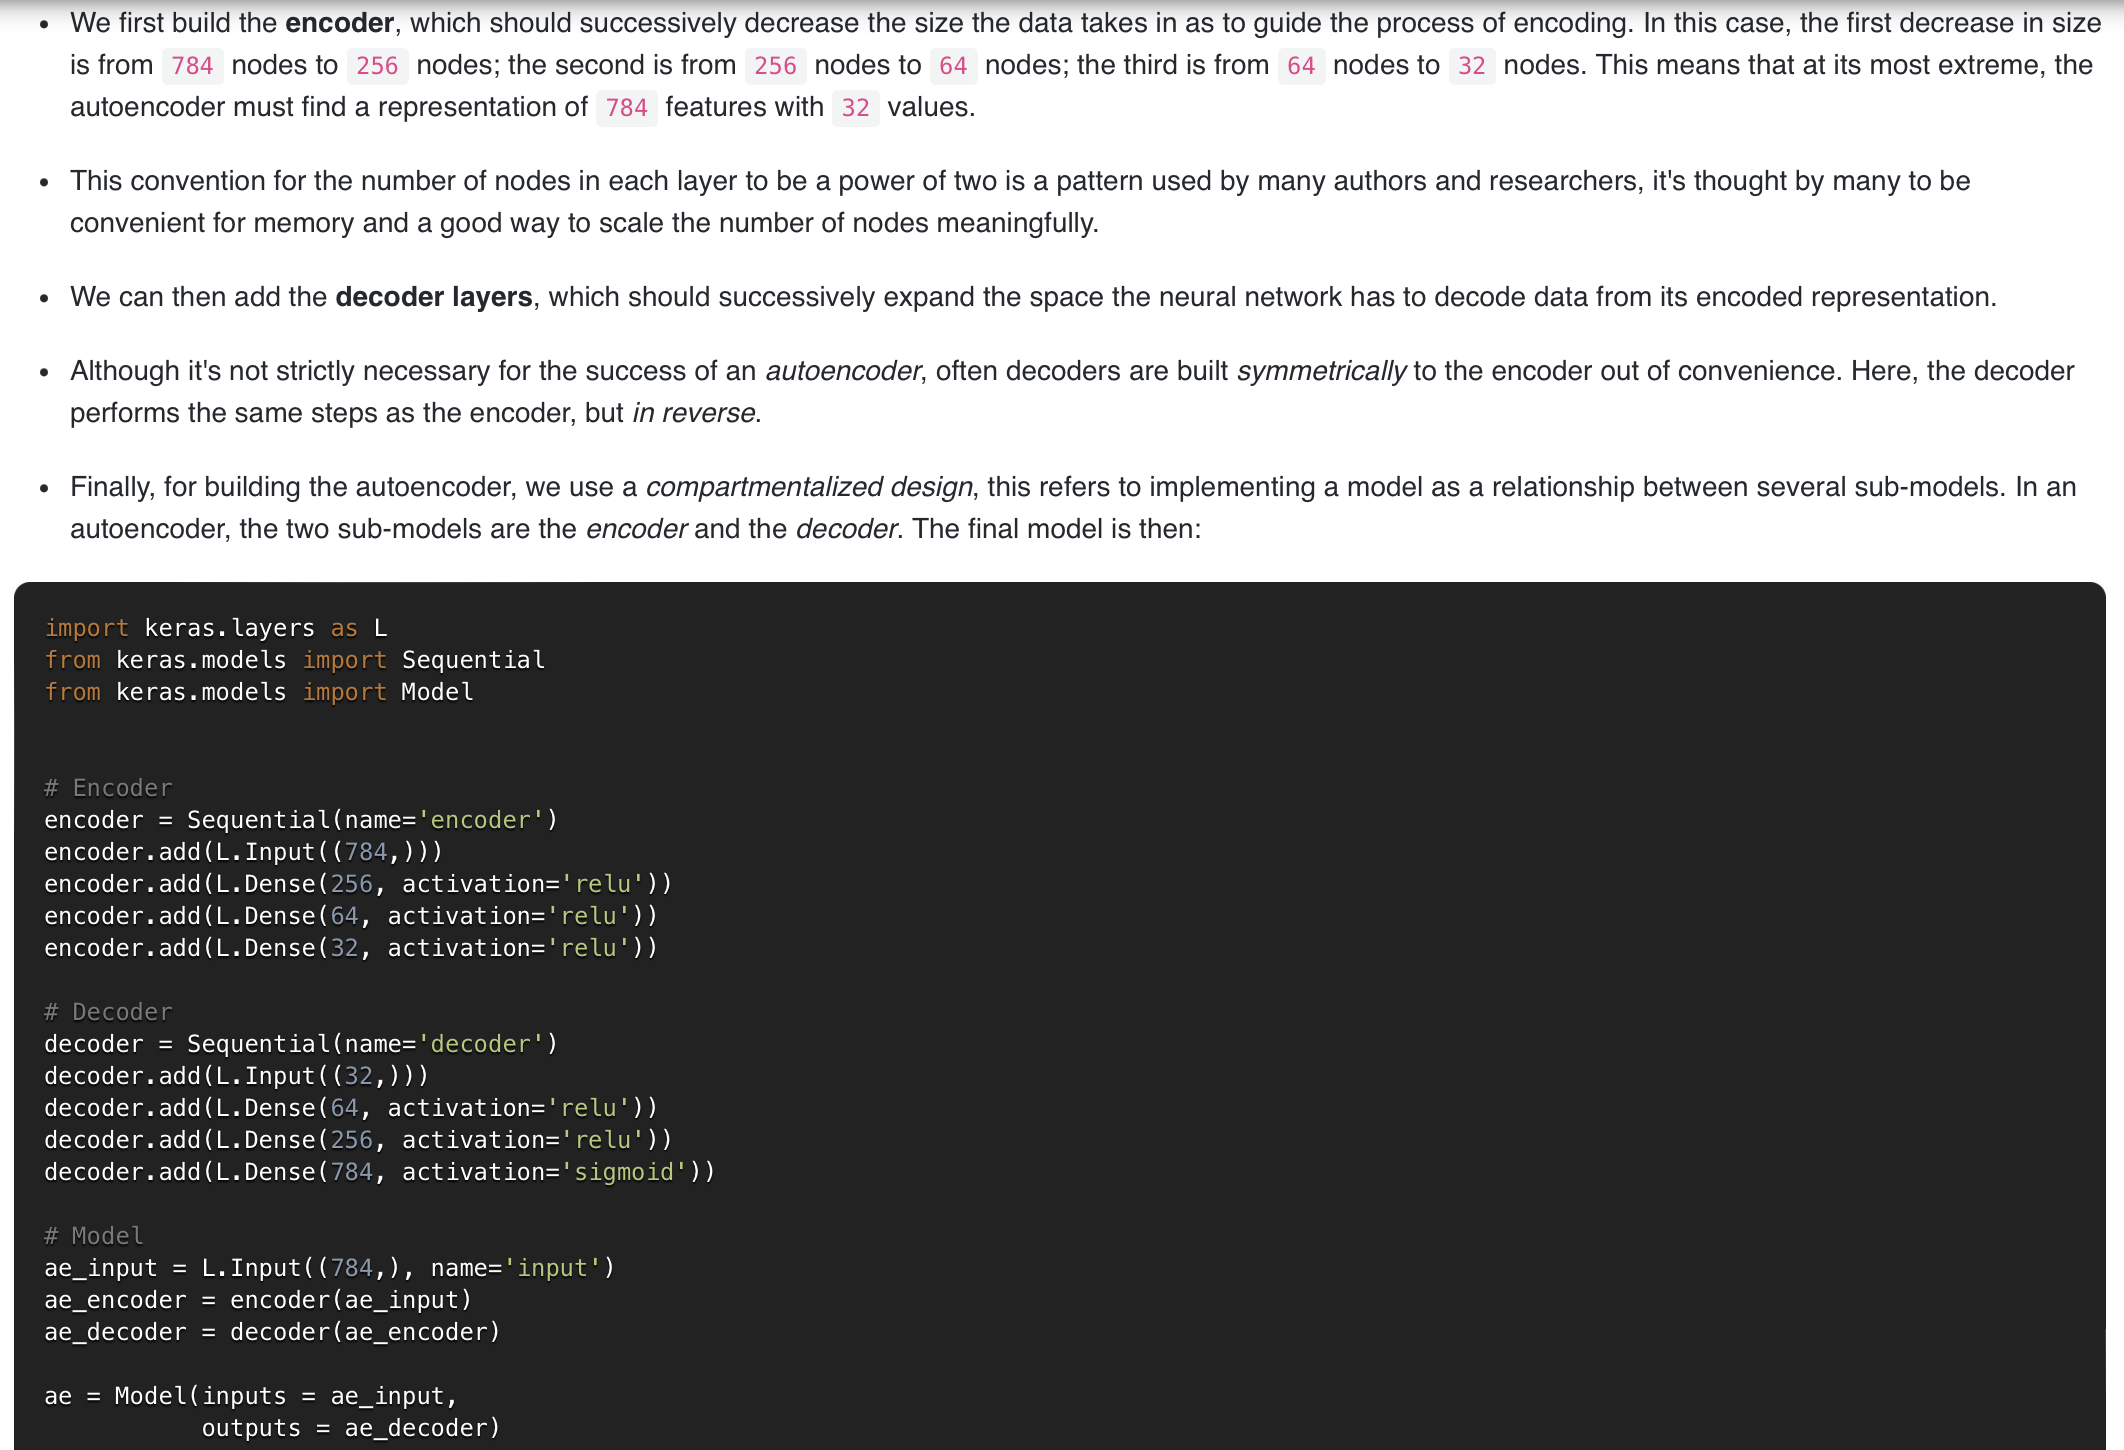 We first build the encoder, which should successively decrease the size the data takes in as to guide the process of encoding. In this case, the first decrease in size
is from 784 nodes to 256 nodes; the second is from 256 nodes to 64 nodes; the third is from 64 nodes to 32 nodes. This means that at its most extreme, the
autoencoder must find a representation of 784 features with 32 values.
This convention for the number of nodes in each layer to be a power of two is a pattern used by many authors and researchers, it's thought by many to be
convenient for memory and a good way to scale the number of nodes meaningfully.
We can then add the decoder layers, which should successively expand the space the neural network has to decode data from its encoded representation.
Although it's not strictly necessary for the success of an autoencoder, often decoders are built symmetrically to the encoder out of convenience. Here, the decoder
performs the same steps as the encoder, but in reverse.
Finally, for building the autoencoder, we use a compartmentalized design, this refers to implementing a model as a relationship between several sub-models. In an
autoencoder, the two sub-models are the encoder and the decoder. The final model is then:
import keras.layers as L
from keras.models import Sequential
from keras.models import Model
# Encoder
encoder = Sequential(name='encoder')
encoder.add(L.Input((784,)))
encoder.add(L.Dense(256, activation='relu'))
encoder.add(L.Dense(64, activation='relu'))
encoder.add(L.Dense(32, activation='relu'))
# Decoder
decoder = Sequential(name='decoder')
decoder.add(L.Input((32,)))
decoder.add(L.Dense(64, activation='relu'))
decoder.add(L.Dense(256, activation='relu'))
decoder.add(L.Dense(784, activation='sigmoid'))
# Model
ae_input = L.Input((784,), name='input')
ae_encoder = encoder(ae_input)
ae_decoder = decoder(ae_encoder)
ae = Model(inputs = ae_input,
           outputs = ae_decoder)